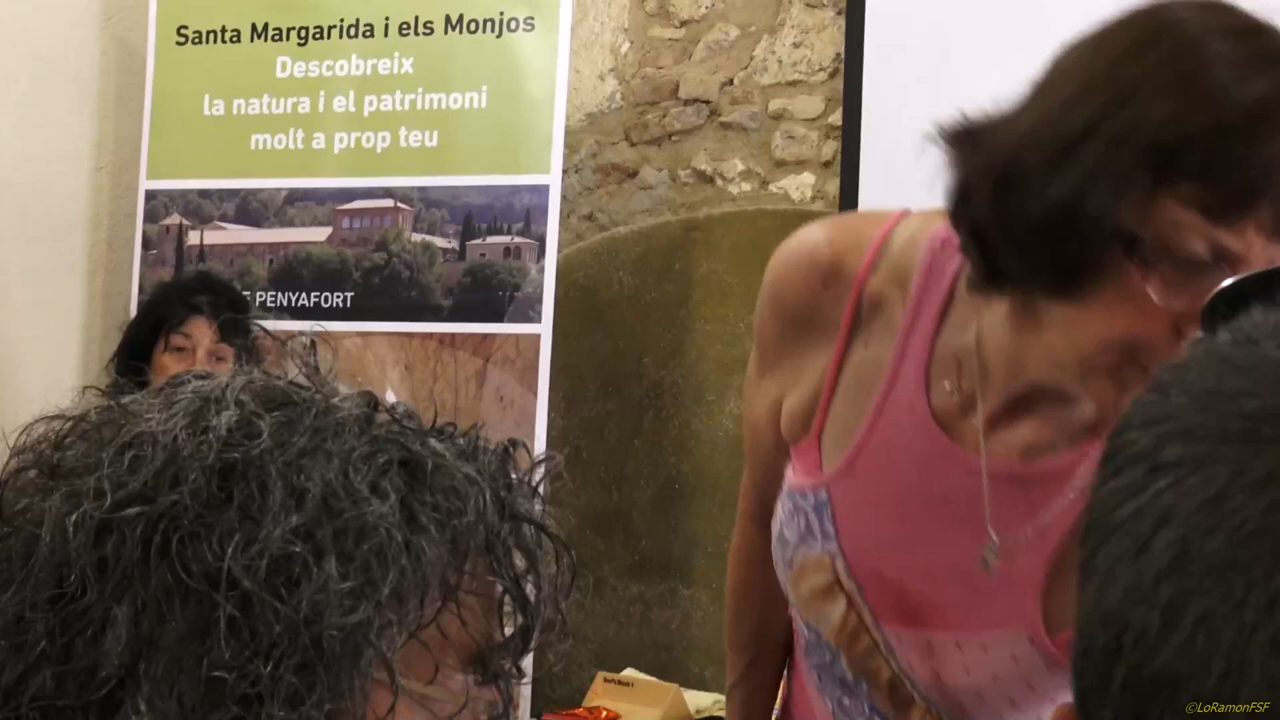 Santa Margarida i els Monjos
Descobreix
la natura i el patrimoni
molt a prop teu
E PENYAFORT
©LoRamonFSF